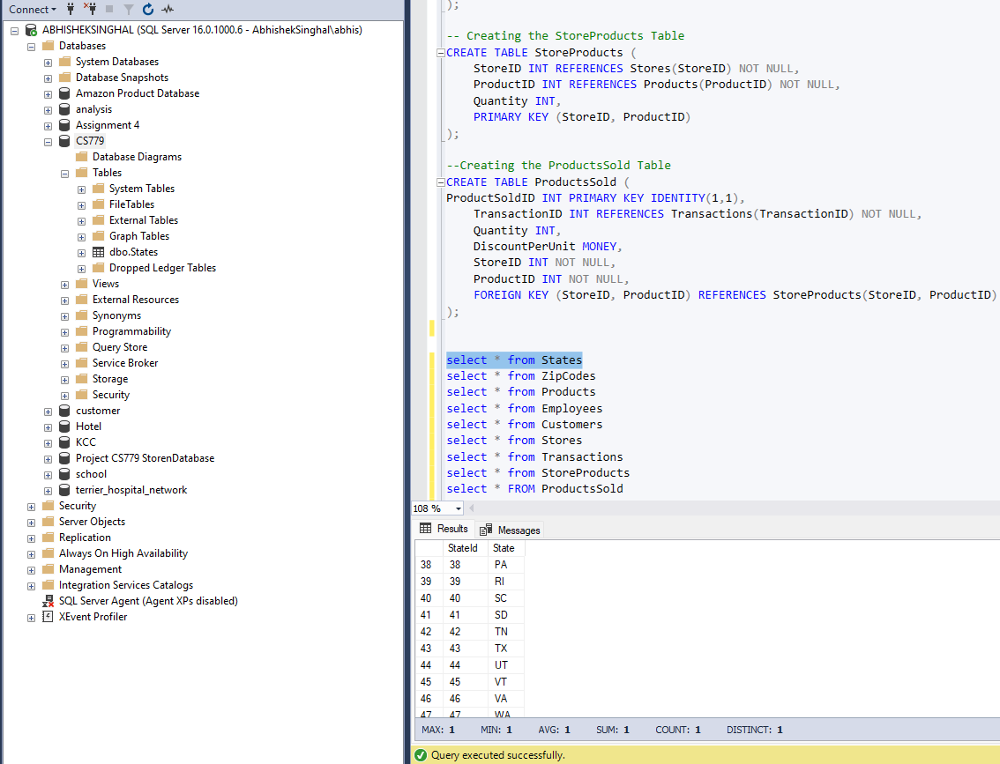 Connect
ABHISHEKSINGHAL (SQL Server 16.0.1000.6 - AbhishekSinghal\abhis)
Databases
System Databases
Database Snapshots
Amazon Product Database
analysis
Assignment 4
CS779
Database Diagrams
Tables
System Tables
FileTables
External Tables
Graph Tables
dbo.States
Dropped Ledger Tables
Views
External Resources
Synonyms
Programmability
Query Store
Service Broker
Storage
Security
customer
Hotel
KCC
Project CS779 StorenDatabase
school
terrier_hospital_network
Security
Server Objects
Replication
Always On High Availability
Management
Integration Services Catalogs
SQL Server Agent (Agent XPs disabled)
XEvent Profiler
);
-- Creating the StoreProducts Table
CREATE TABLE StoreProducts (
StoreID INT REFERENCES Stores(StoreID) NOT NULL,
ProductID INT REFERENCES Products(ProductID) NOT NULL,
Quantity INT,
PRIMARY KEY (StoreID, ProductID)
);
--Creating the ProductsSold Table
CREATE TABLE ProductsSold (
ProductSoldID INT PRIMARY KEY IDENTITY(1,1),
TransactionID INT REFERENCES Transactions(TransactionID) NOT NULL,
Quantity INT,
DiscountPerUnit MONEY,
StoreID INT NOT NULL,
ProductID INT NOT NULL,
FOREIGN KEY (StoreID, ProductID) REFERENCES StoreProducts(StoreID, ProductID)
);
select * from States
select * from ZipCodes
select * from Products
select * from Employees
select * from Customers
select * from Stores
select * from Transactions
select * from StoreProducts
select * FROM ProductsSold
108 %
Results Messages
StateId State
38 38 PA
39 39 RI
40 40 SC
41 41 SD
42 42 TN
43 43 TX
44 44 UT
45 45 VT
46 46 VA
47 47 WA
MAX: 1 MIN: 1 AVG: 1 SUM: 1 COUNT: 1 DISTINCT: 1
Query executed successfully.